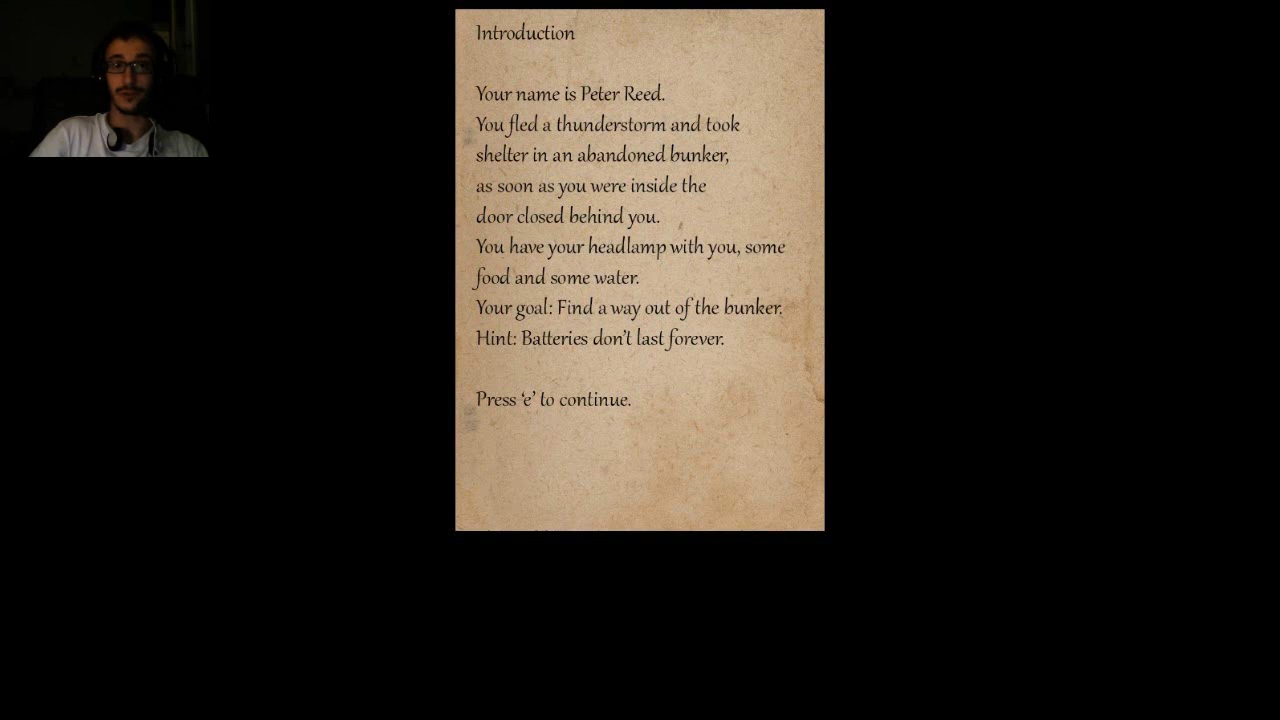 Introduction
Your name is Peter Reed.
You fled a thunderstorm and took
shelter in an abandoned bunker,
as soon as you were inside the
door closed behind you.
You have your headlamp with you, some
food and some water.
Your goal: Find a way out of the bunker.
Hint: Batteries don't last forever.
Press ‘e’ to continue.